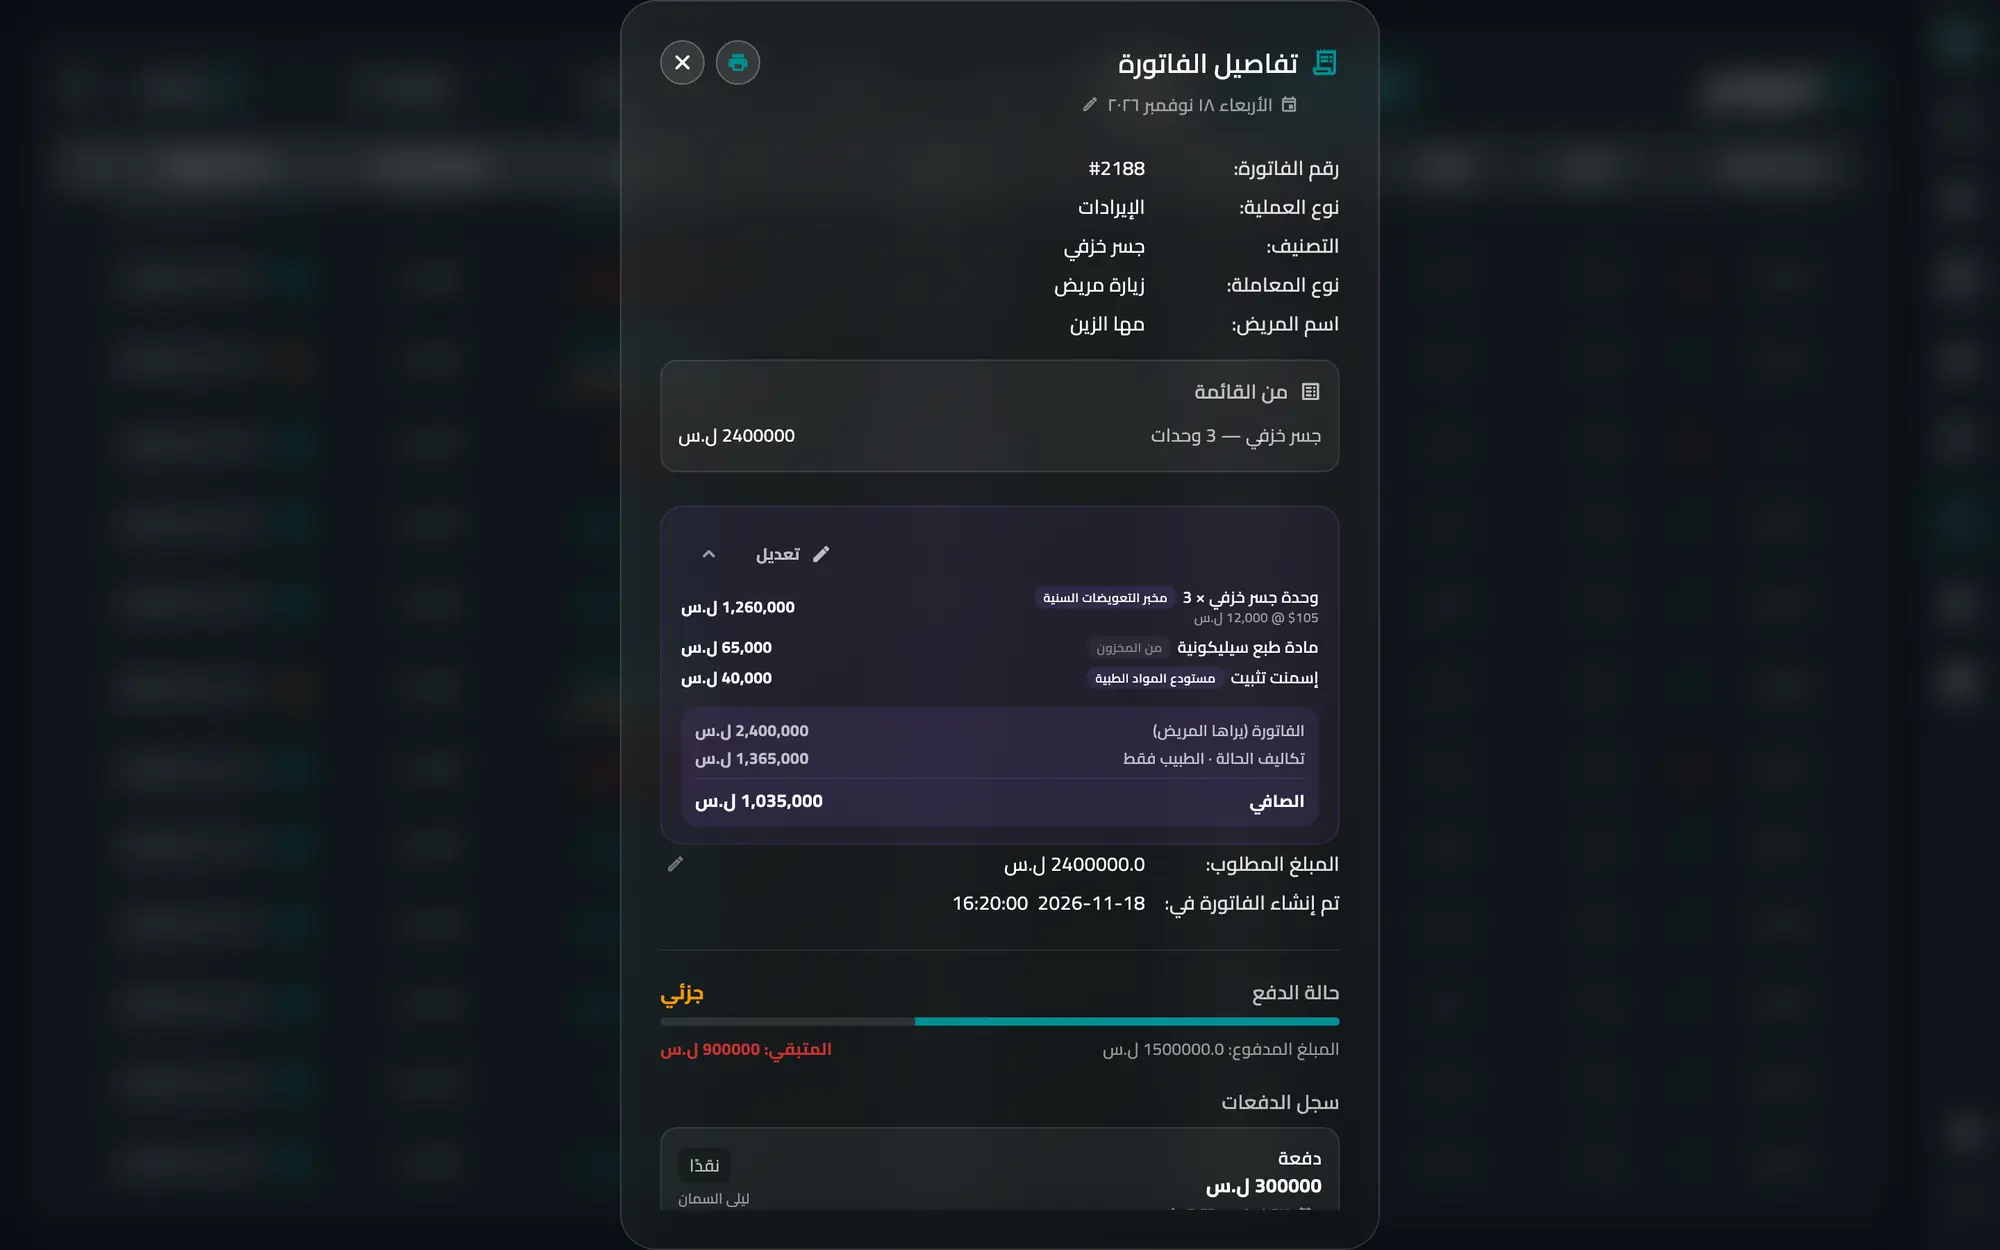 تفاصيل الفاتورة
الأربعاء ١٨ نوفمبر ٢٠٢٦
رقم الفاتورة: #2188
نوع العملية: الإيرادات
التصنيف: جسر خزفي
نوع المعاملة: زيارة مريض
اسم المريض: مها الزين
من القائمة
جسر خزفي — 3 وحدات 2400000 ل.س
تعديل
وحدة جسر خزفي × 3 مخبر التعويضات السنية 1,260,000 ل.س
$105 @ 12,000 ل.س
مادة طبع سيليكونية من المخزون 65,000 ل.س
إسمنت تثبيت مستودع المواد الطبية 40,000 ل.س
الفاتورة (يراها المريض) 2,400,000 ل.س
تكاليف الحالة · الطبيب فقط 1,365,000 ل.س
الصافي 1,035,000 ل.س
المبلغ المطلوب: 2400000.0 ل.س
تم إنشاء الفاتورة في: 2026-11-18 16:20:00
حالة الدفع جزئي
المبلغ المدفوع: 1500000.0 ل.س المتبقي: 900000 ل.س
سجل الدفعات
دفعة نقدًا
300000 ل.س ليلى السمان